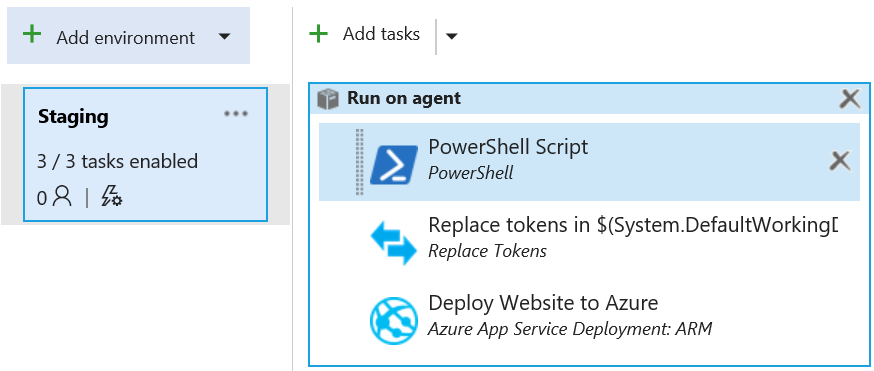 Add environment
Add tasks
Staging
3 / 3 tasks enabled
0
Run on agent
PowerShell Script
PowerShell
Replace tokens in $(System.DefaultWorking
Replace Tokens
Deploy Website to Azure
Azure App Service Deployment: ARM